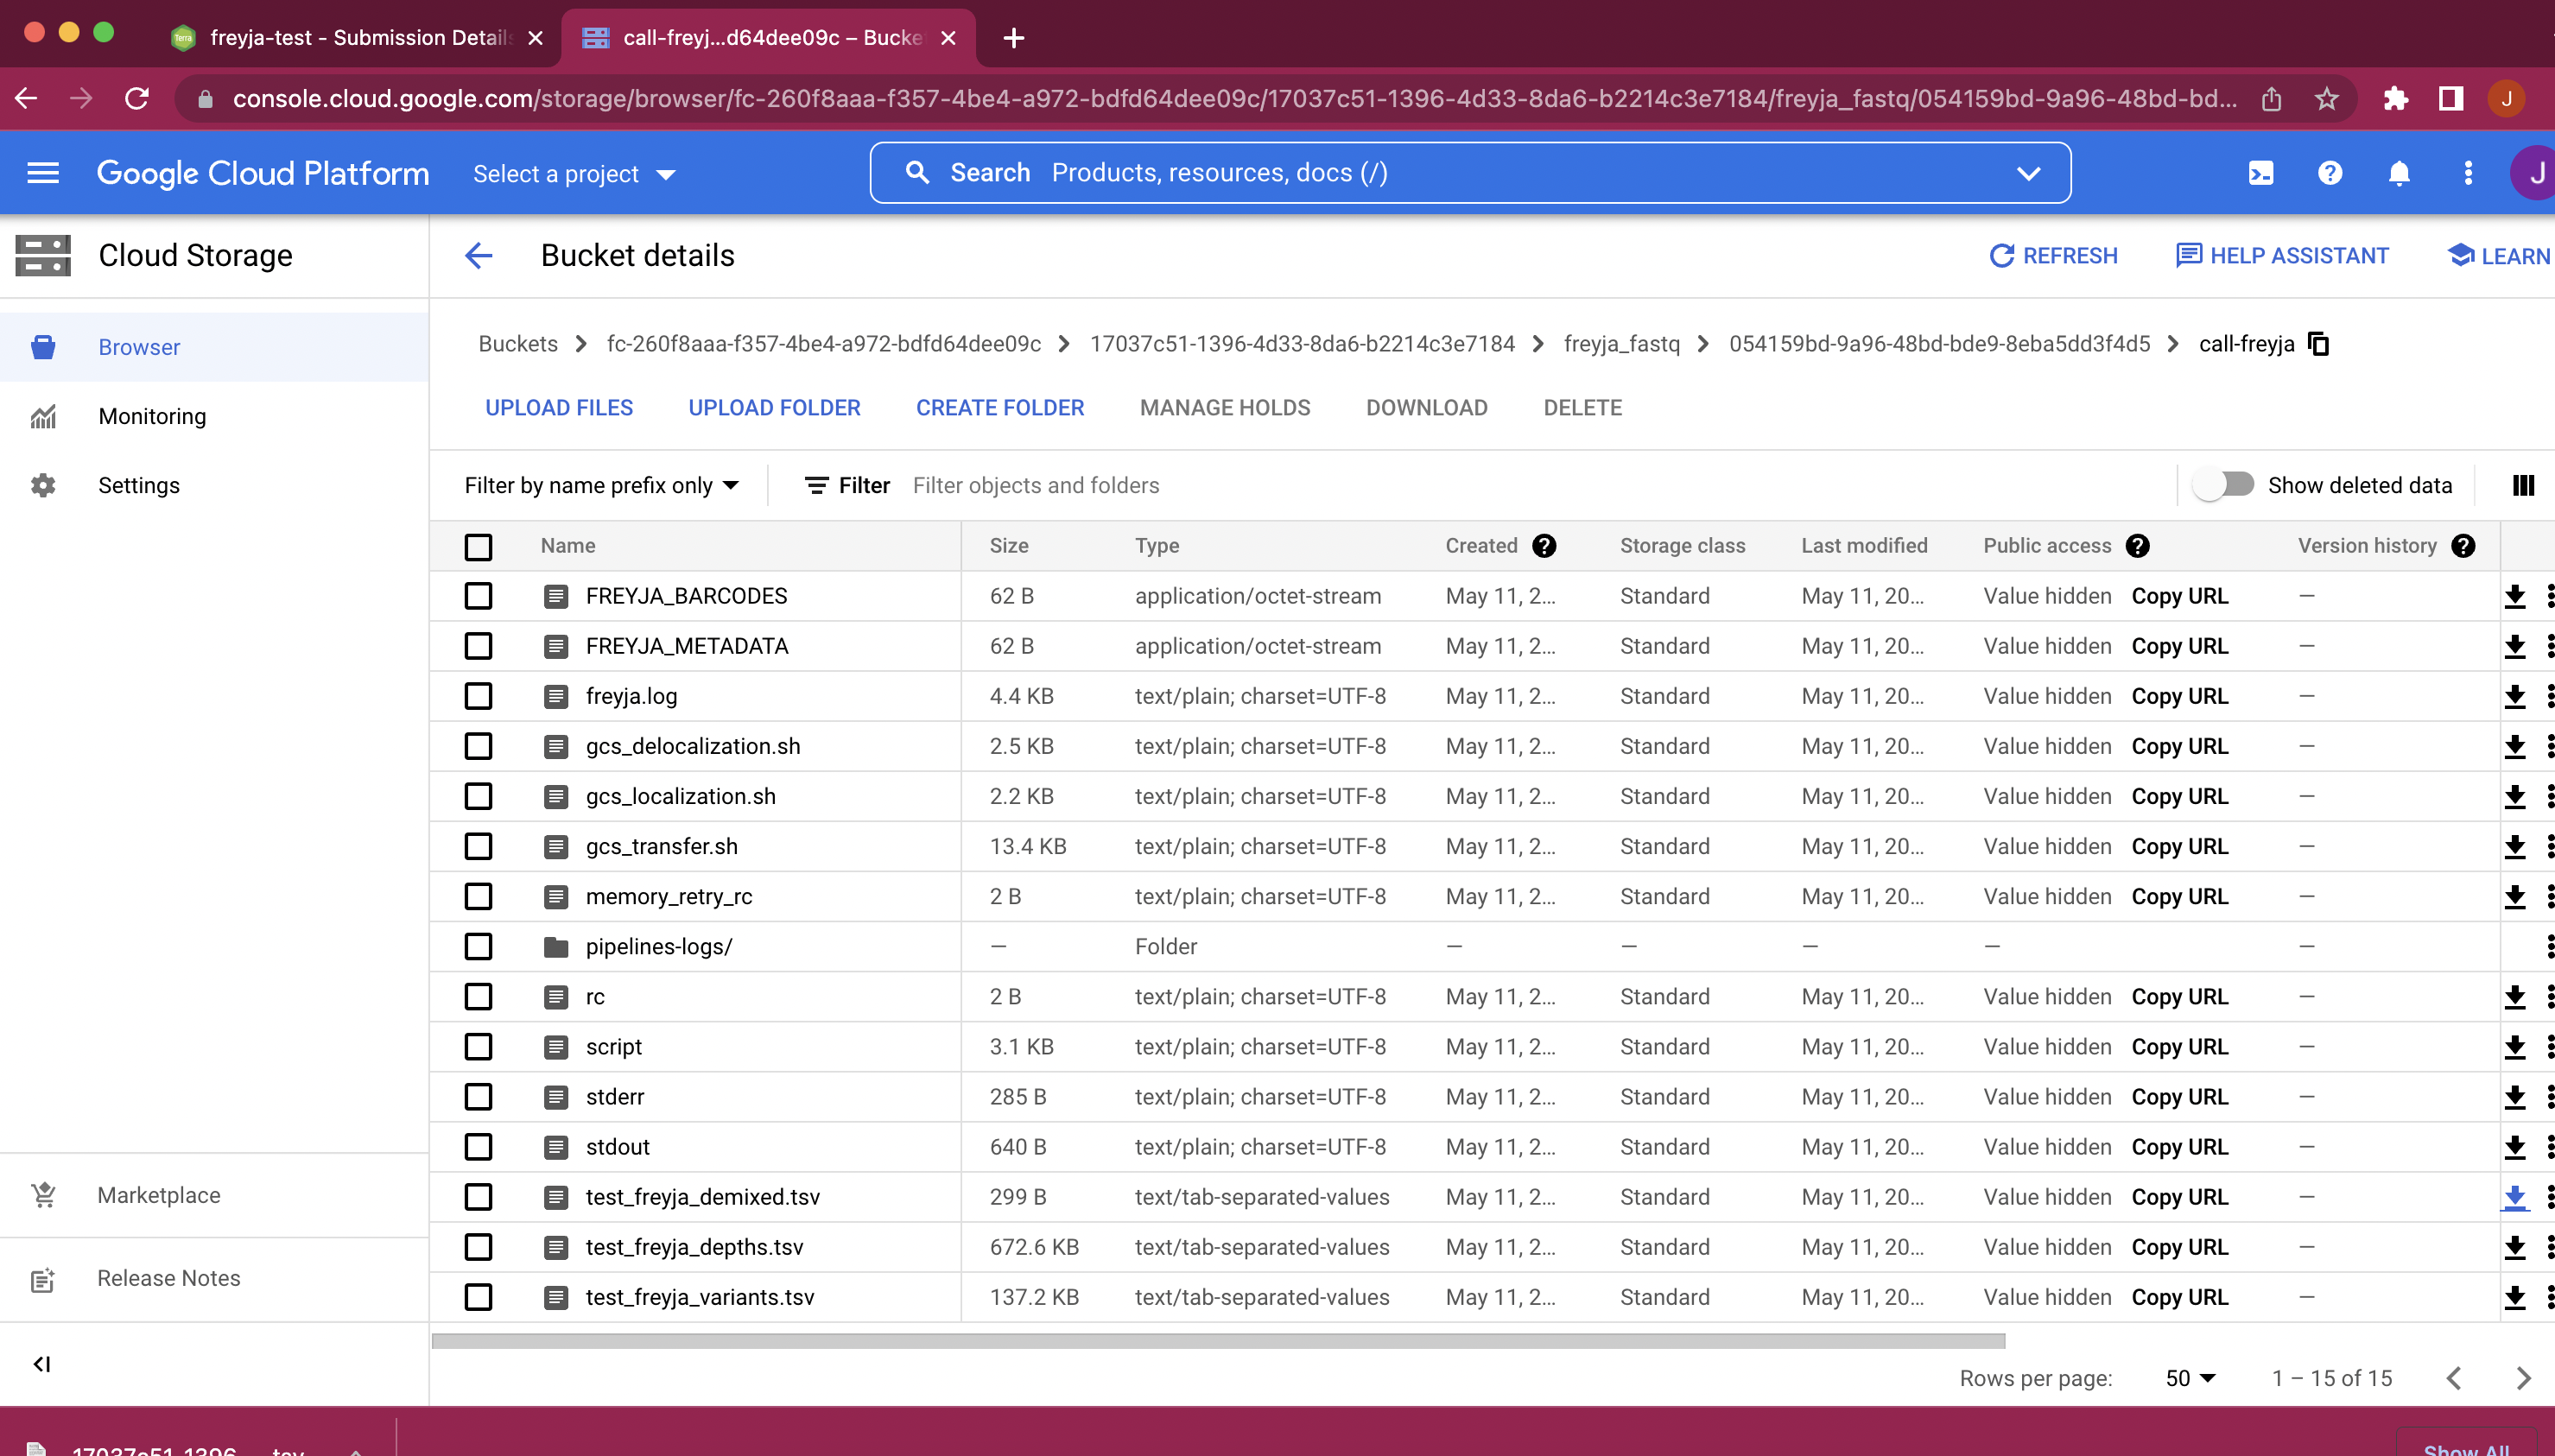 freyja-test - Submission Details
call-freyj...d64dee09c – Bucke
console.cloud.google.com/storage/browser/fc-260f8aaa-f357-4be4-a972-bdfd64dee09c/17037c51-1396-4d33-8da6-b2214c3e7184/freyja_fastq/054159bd-9a96-48bd-bd...
J
Google Cloud Platform
Select a project
Search Products, resources, docs (/)
J
Cloud Storage
Bucket details
REFRESH
HELP ASSISTANT
LEARN
Browser
Monitoring
Settings
Marketplace
Release Notes
Buckets > fc-260f8aaa-f357-4be4-a972-bdfd64dee09c > 17037c51-1396-4d33-8da6-b2214c3e7184 > freyja_fastq > 054159bd-9a96-48bd-bde9-8eba5dd3f4d5 > call-freyja
UPLOAD FILES UPLOAD FOLDER CREATE FOLDER MANAGE HOLDS DOWNLOAD DELETE
Filter by name prefix only Filter Filter objects and folders Show deleted data
Name Size Type Created Storage class Last modified Public access Version history
FREYJA_BARCODES 62 B application/octet-stream May 11, 2... Standard May 11, 20... Value hidden Copy URL —
FREYJA_METADATA 62 B application/octet-stream May 11, 2... Standard May 11, 20... Value hidden Copy URL —
freyja.log 4.4 KB text/plain; charset=UTF-8 May 11, 2... Standard May 11, 20... Value hidden Copy URL —
gcs_delocalization.sh 2.5 KB text/plain; charset=UTF-8 May 11, 2... Standard May 11, 20... Value hidden Copy URL —
gcs_localization.sh 2.2 KB text/plain; charset=UTF-8 May 11, 2... Standard May 11, 20... Value hidden Copy URL —
gcs_transfer.sh 13.4 KB text/plain; charset=UTF-8 May 11, 2... Standard May 11, 20... Value hidden Copy URL —
memory_retry_rc 2 B text/plain; charset=UTF-8 May 11, 2... Standard May 11, 20... Value hidden Copy URL —
pipelines-logs/ — Folder — — — — —
rc 2 B text/plain; charset=UTF-8 May 11, 2... Standard May 11, 20... Value hidden Copy URL —
script 3.1 KB text/plain; charset=UTF-8 May 11, 2... Standard May 11, 20... Value hidden Copy URL —
stderr 285 B text/plain; charset=UTF-8 May 11, 2... Standard May 11, 20... Value hidden Copy URL —
stdout 640 B text/plain; charset=UTF-8 May 11, 2... Standard May 11, 20... Value hidden Copy URL —
test_freyja_demixed.tsv 299 B text/tab-separated-values May 11, 2... Standard May 11, 20... Value hidden Copy URL —
test_freyja_depths.tsv 672.6 KB text/tab-separated-values May 11, 2... Standard May 11, 20... Value hidden Copy URL —
test_freyja_variants.tsv 137.2 KB text/tab-separated-values May 11, 2... Standard May 11, 20... Value hidden Copy URL —
Rows per page: 50 1 – 15 of 15
17037c51-1396....tsv
Show All